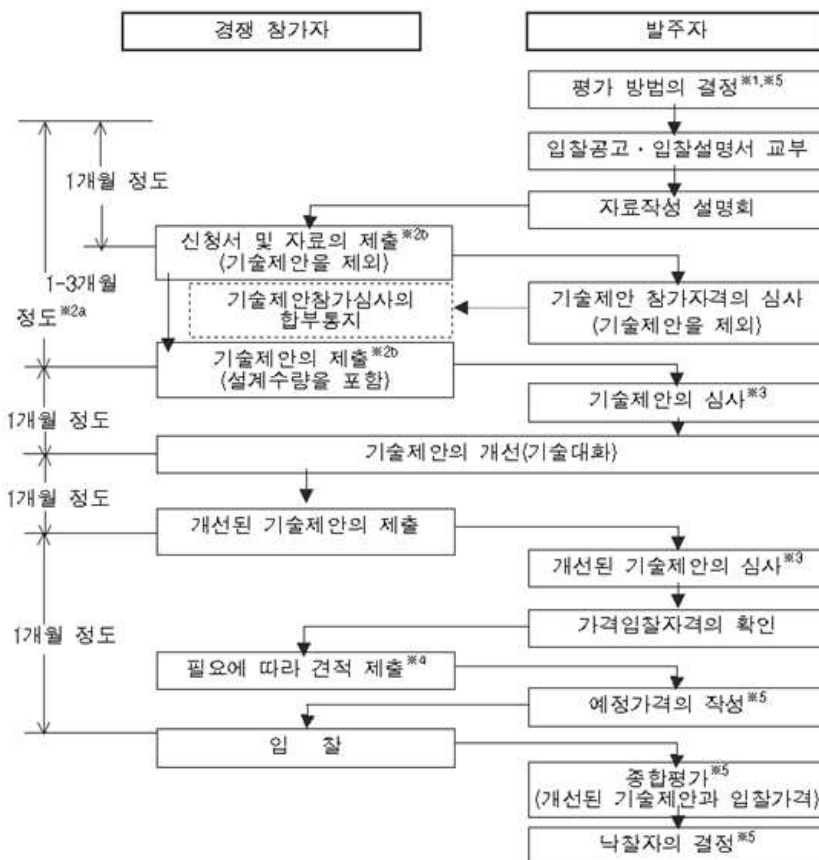 경쟁 참가자
발주자
평가 방법의 결정※1,※5
입찰공고·입찰설명서 교부
1개월 정도
자료작성 설명회
신청서 및 자료의 제출※2b
(기술제안을 제외)
1-3개월
정도※2a
기술제안참가심사의
합부통지
기술제안 참가자격의 심사
(기술제안을 제외)
기술제안의 제출※2b
(설계수량을 포함)
기술제안의 심사※3
1개월 정도
기술제안의 개선(기술대화)
1개월 정도
개선된 기술제안의 제출
개선된 기술제안의 심사※3
1개월 정도
가격입찰자격의 확인
필요에 따라 견적 제출※4
예정가격의 작성※5
입 찰
종합평가※5
(개선된 기술제안과 입찰가격)
낙찰자의 결정※5